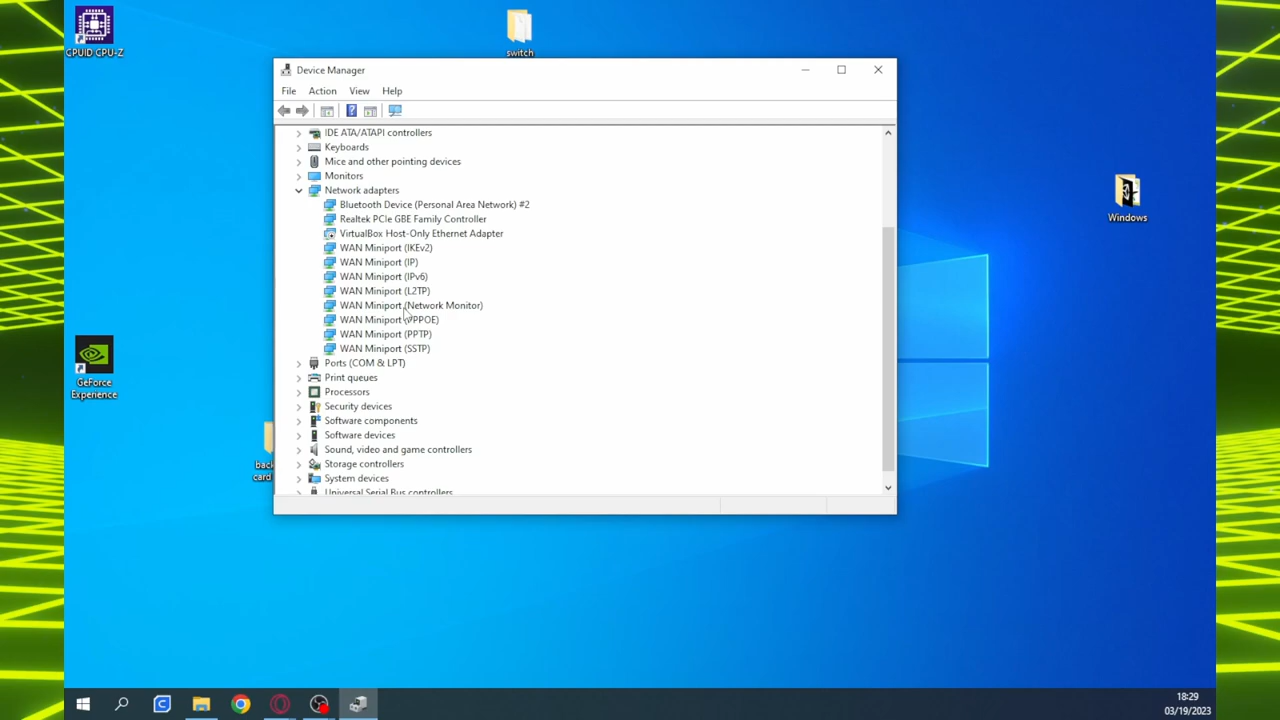 CPUID CPU-Z
switch
Device Manager
File Action View Help
IDE ATA/ATAPI controllers
Keyboards
Mice and other pointing devices
Monitors
Network adapters
Bluetooth Device (Personal Area Network) #2
Realtek PCIe GBE Family Controller
VirtualBox Host-Only Ethernet Adapter
WAN Miniport (IKEv2)
WAN Miniport (IP)
WAN Miniport (IPv6)
WAN Miniport (L2TP)
WAN Miniport (Network Monitor)
WAN Miniport (PPPOE)
WAN Miniport (PPTP)
WAN Miniport (SSTP)
Ports (COM & LPT)
Print queues
Processors
Security devices
Software components
Software devices
Sound, video and game controllers
Storage controllers
System devices
Universal Serial Bus controllers
Windows
GeForce
Experience
back
card
18:29
03/19/2023